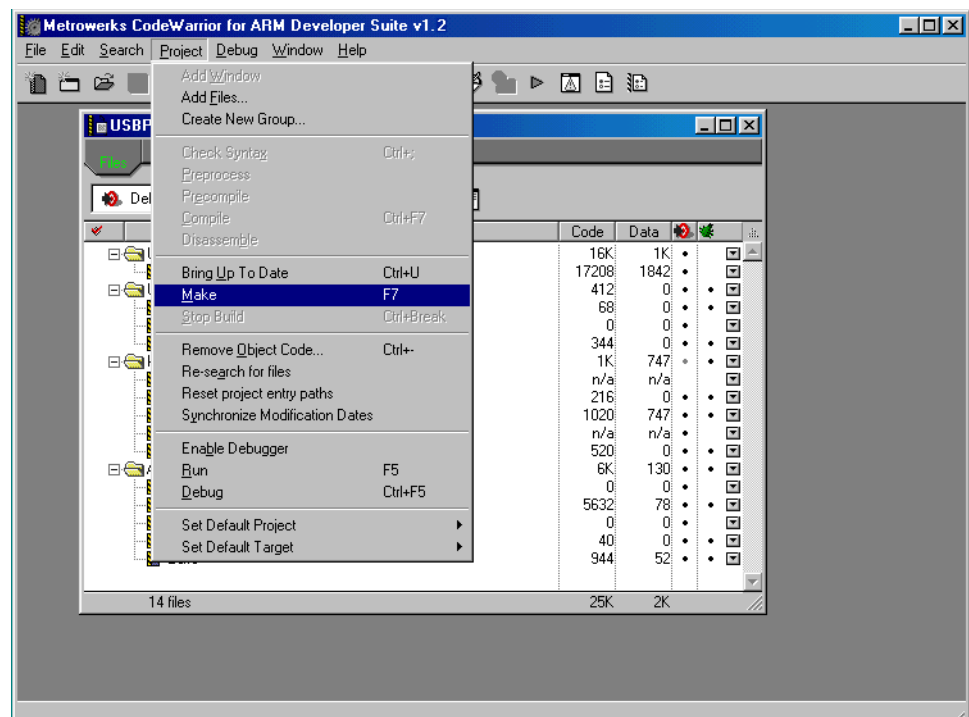 Metrowerks CodeWarrior for ARM Developer Suite v1.2
File Edit Search Project Debug Window Help
Add Window
Add Files...
Create New Group...
Check Syntax Ctrl+;
Preprocess
Precompile
Compile Ctrl+F7
Disassemble
Bring Up To Date Ctrl+U
Make F7
Stop Build Ctrl+Break
Remove Object Code... Ctrl+-
Re-search for files
Reset project entry paths
Synchronize Modification Dates
Enable Debugger
Run F5
Debug Ctrl+F5
Set Default Project
Set Default Target
USBP
Files
Del
Code Data
16K 1K
17208 1842
412 0
68 0
0 0
344 0
1K 747
n/a n/a
216 0
1020 747
n/a n/a
520 0
6K 130
0 0
5632 78
0 0
40 0
944 52
14 files 25K 2K